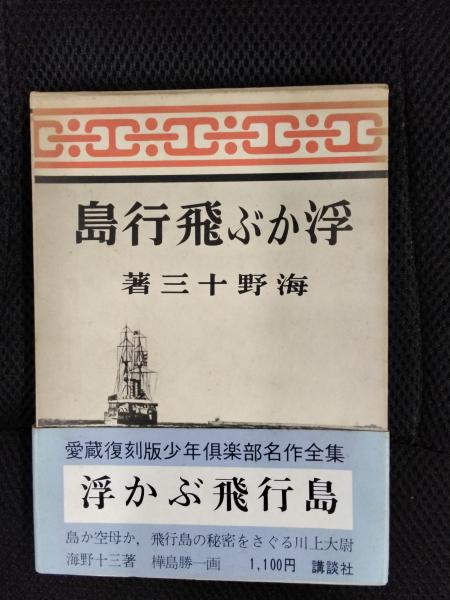 島行飛ぶか浮
著三十野海
愛蔵復刻版少年倶楽部名作全集
浮かぶ飛行島
島か空母か，飛行島の秘密をさぐる川上大尉
海野十三著　樺島勝一画　1,100円　講談社